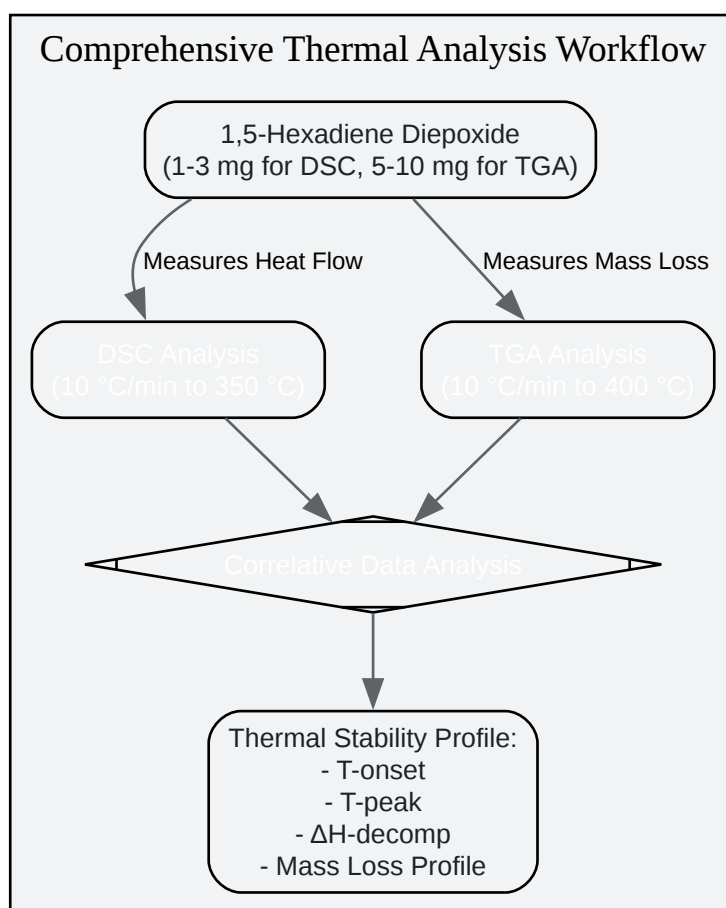 Comprehensive Thermal Analysis Workflow
1,5-Hexadiene Diepoxide
(1-3 mg for DSC, 5-10 mg for TGA)
Measures Heat Flow
Measures Mass Loss
DSC Analysis
(10 °C/min to 350 °C)
TGA Analysis
(10 °C/min to 400 °C)
Correlative Data Analysis
Thermal Stability Profile:
- T-onset
- T-peak
- ΔH-decomp
- Mass Loss Profile